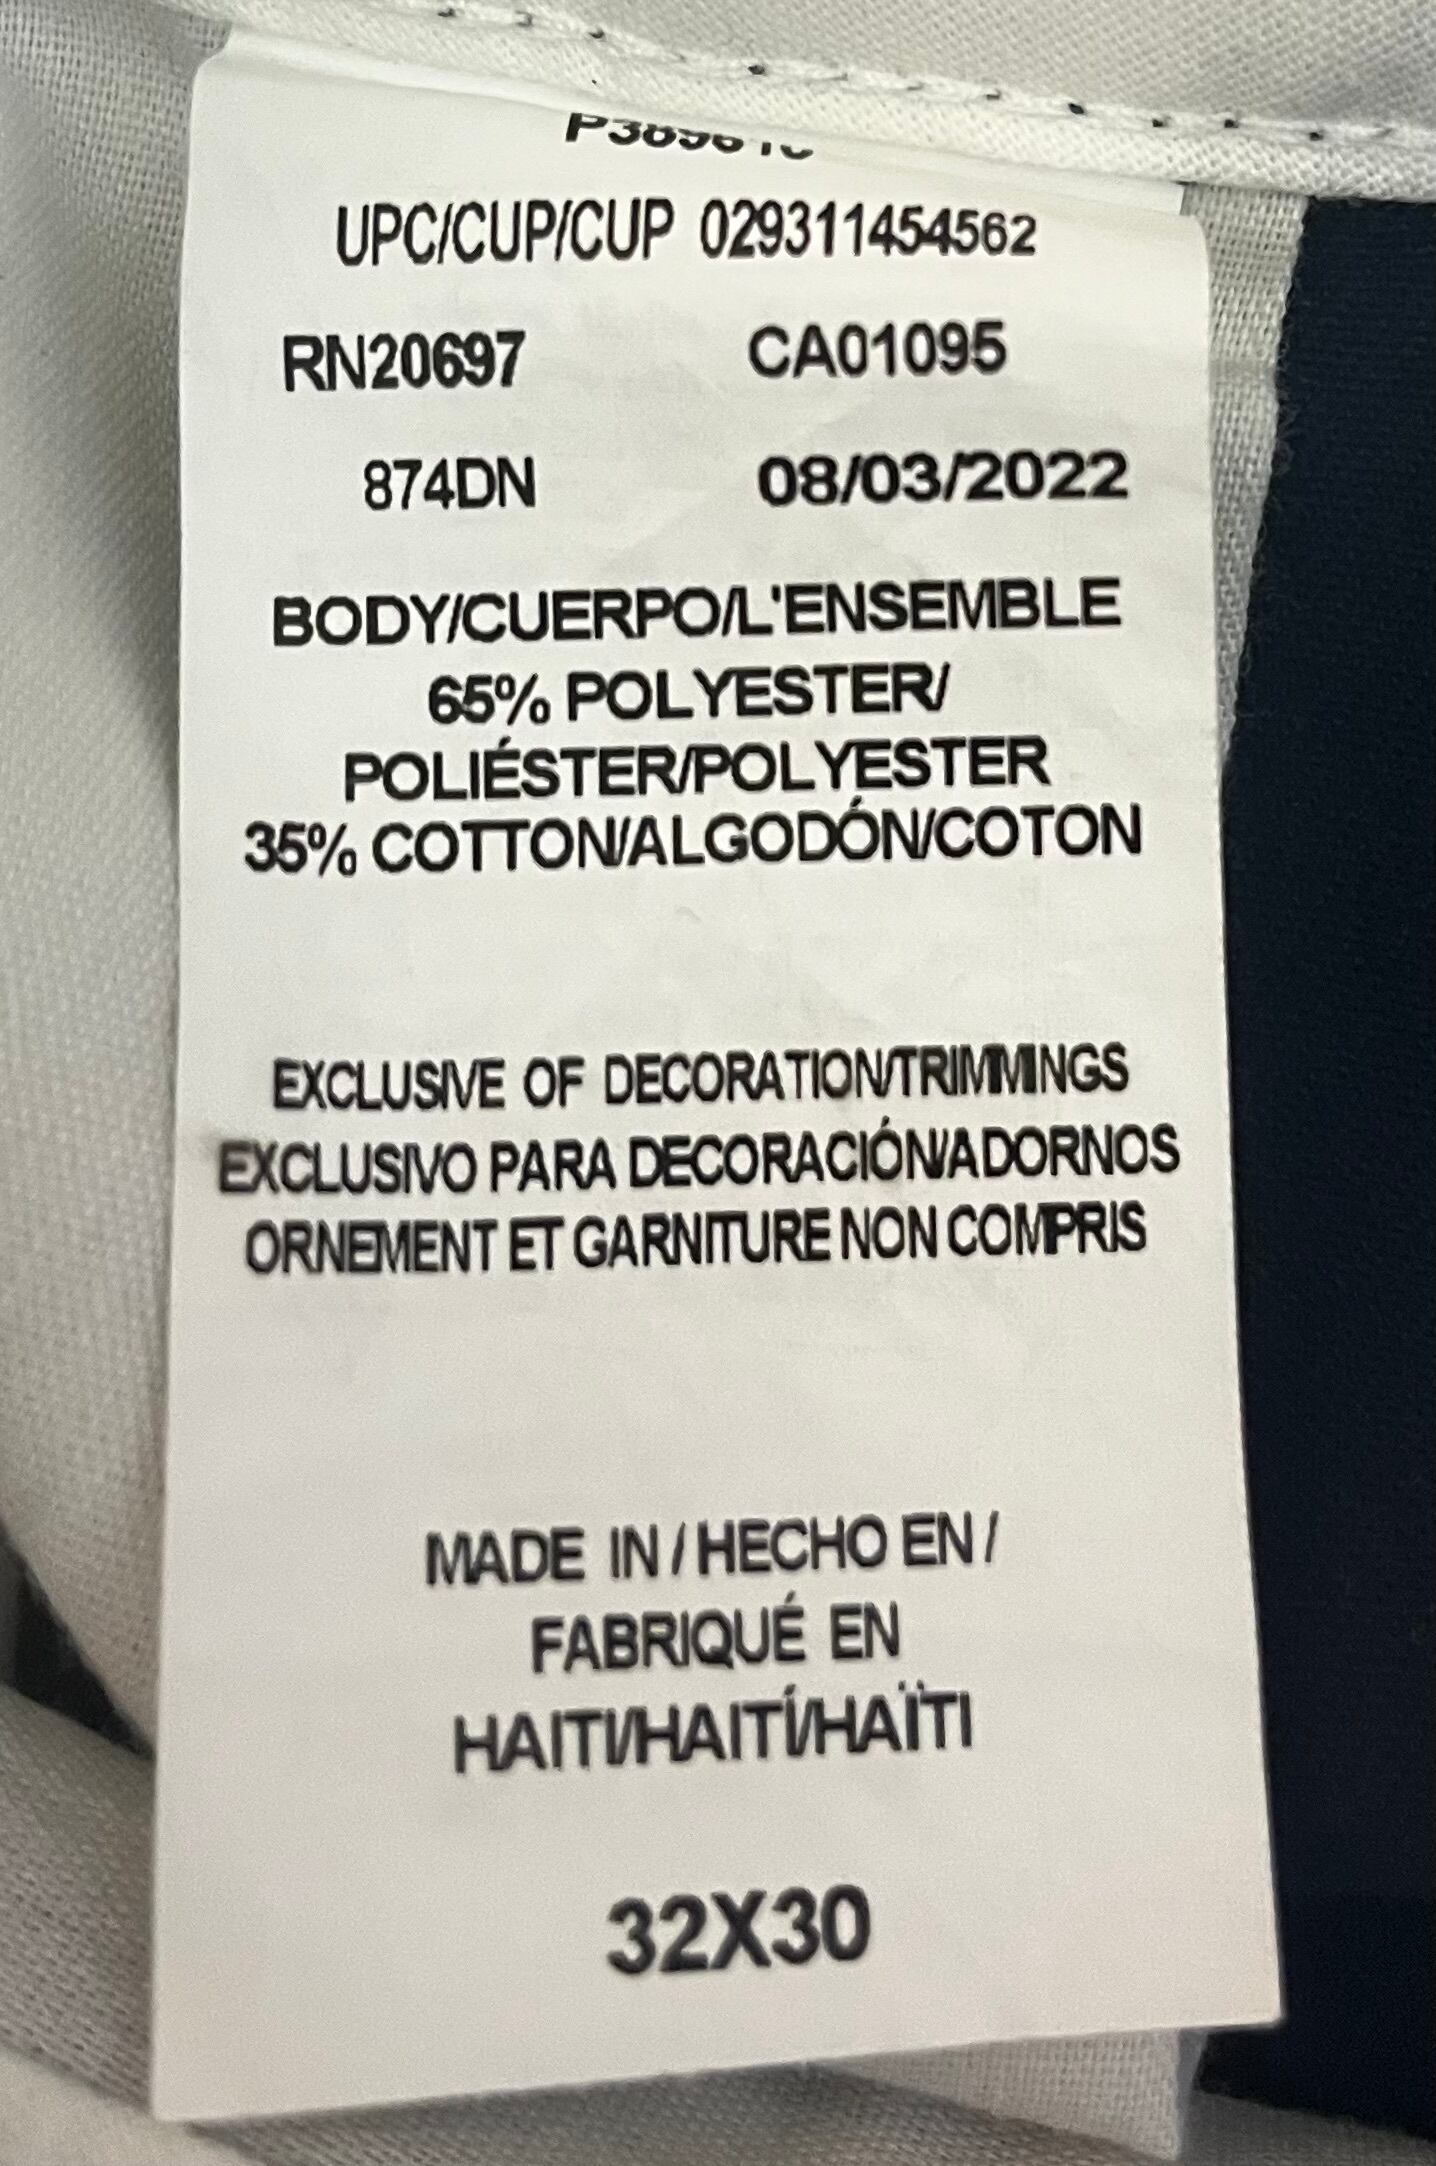 UPC/CUP/CUP 029311454562
RN20697 CA01095
874DN 08/03/2022
BODY/CUERPO/L'ENSEMBLE
65% POLYESTER/
POLIÉSTER/POLYESTER
35% COTTON/ALGODÓN/COTON
EXCLUSIVE OF DECORATION/TRIMMINGS
EXCLUSIVO PARA DECORACIÓN/ADORNOS
ORNEMENT ET GARNITURE NON COMPRIS
MADE IN / HECHO EN /
FABRIQUÉ EN
HAITI/HAITÍ/HAÏTI
32X30